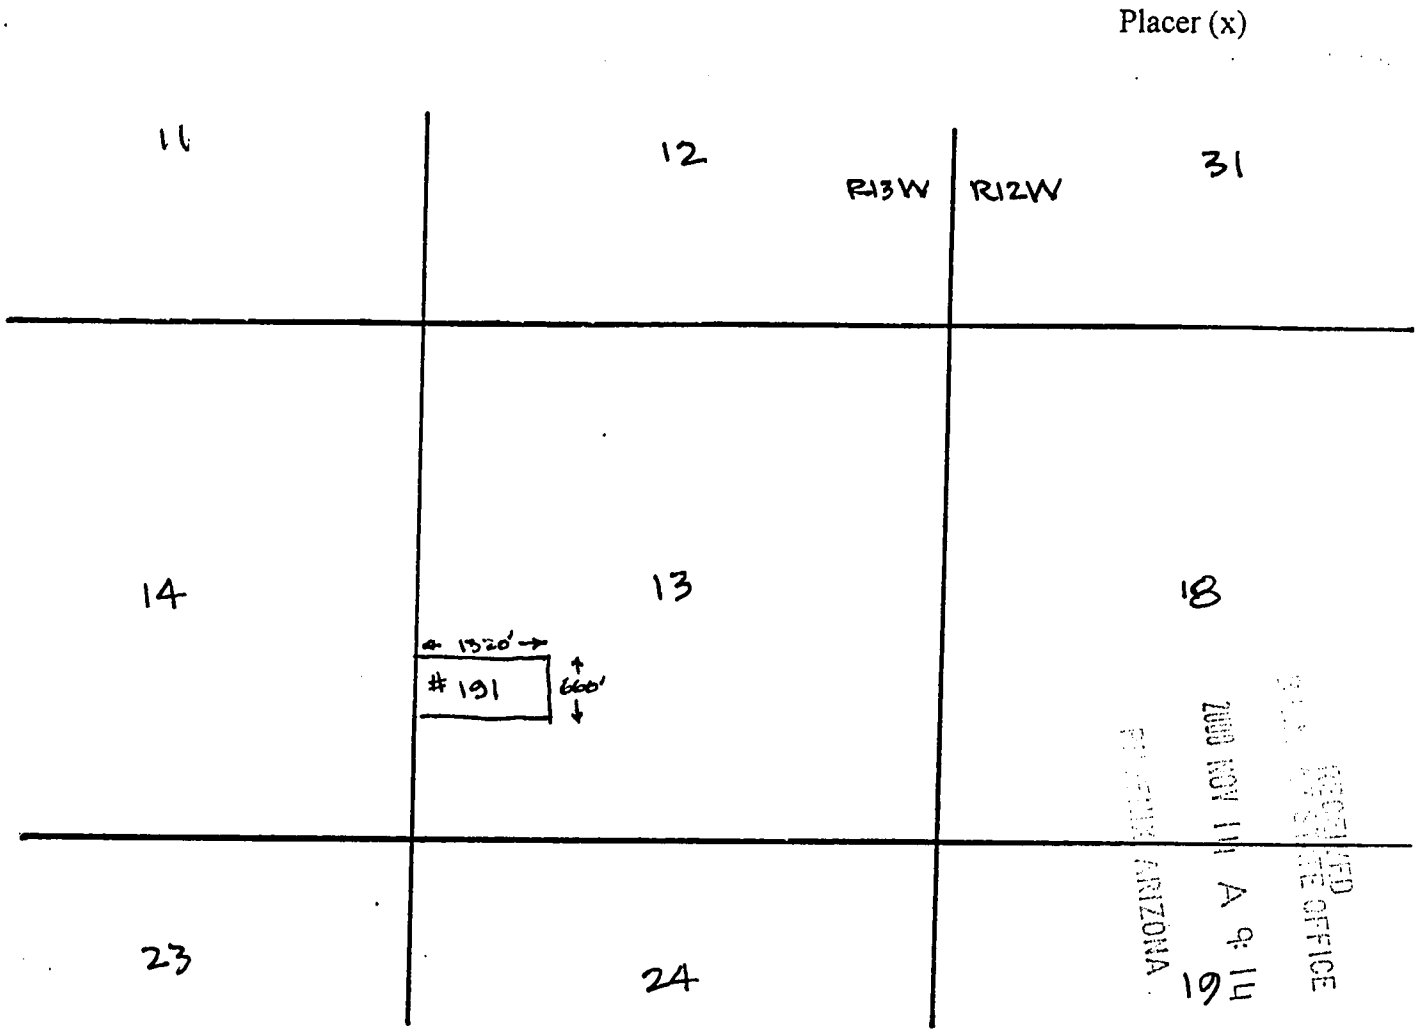 Placer (x)
11
12
31
R13W
R12W
14
13
18
1320'
# 191
660'
23
24
19
RECEIVED
STATE OFFICE
2000 NOV 14 A 9: 14
ARIZONA